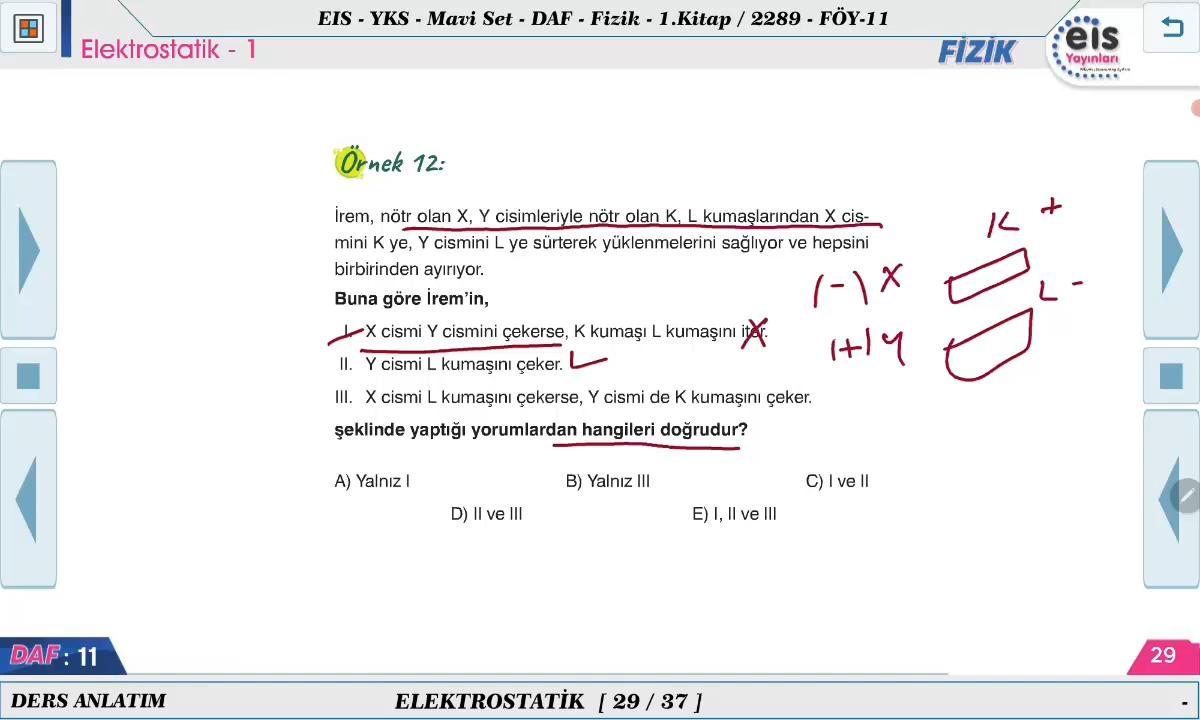 EIS - YKS - Mavi Set - DAF - Fizik - 1.Kitap / 2289 - FÖY-11
Elektrostatik - 1
FİZİK
eis
Yayınları
Örnek 12:
İrem, nötr olan X, Y cisimleriyle nötr olan K, L kumaşlarından X cis-
mini K ye, Y cismini L ye sürterek yüklenmelerini sağlıyor ve hepsini
birbirinden ayırıyor.
Buna göre İrem'in,
I. X cismi Y cismini çekerse, K kumaşı L kumaşını iter.
II. Y cismi L kumaşını çeker.
III. X cismi L kumaşını çekerse, Y cismi de K kumaşını çeker.
şeklinde yaptığı yorumlardan hangileri doğrudur?
A) Yalnız I
B) Yalnız III
C) I ve II
D) II ve III
E) I, II ve III
K +
(-) X
L -
(+) Y
DAF : 11
29
DERS ANLATIM
ELEKTROSTATİK [ 29 / 37 ]
-